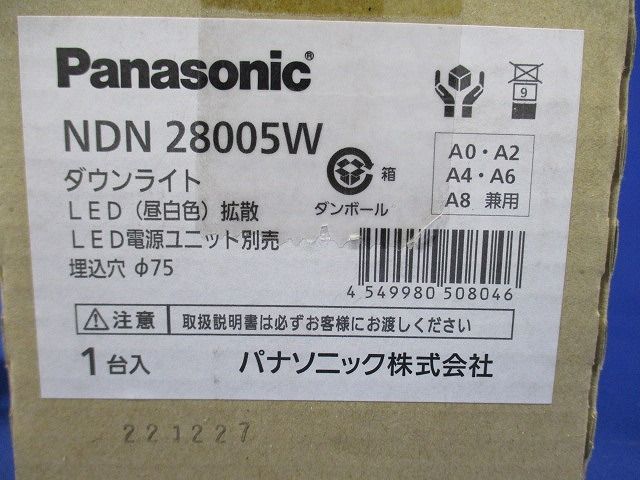 Panasonic®
NDN 28005W
ダウンライト
LED（昼白色）拡散
LED電源ユニット別売
埋込穴 φ75
箱
ダンボール
9
A0・A2
A4・A6
A8 兼用
4 549980 508046
注意 取扱説明書は必ずお客様にお渡しください
1台入 パナソニック株式会社
221227